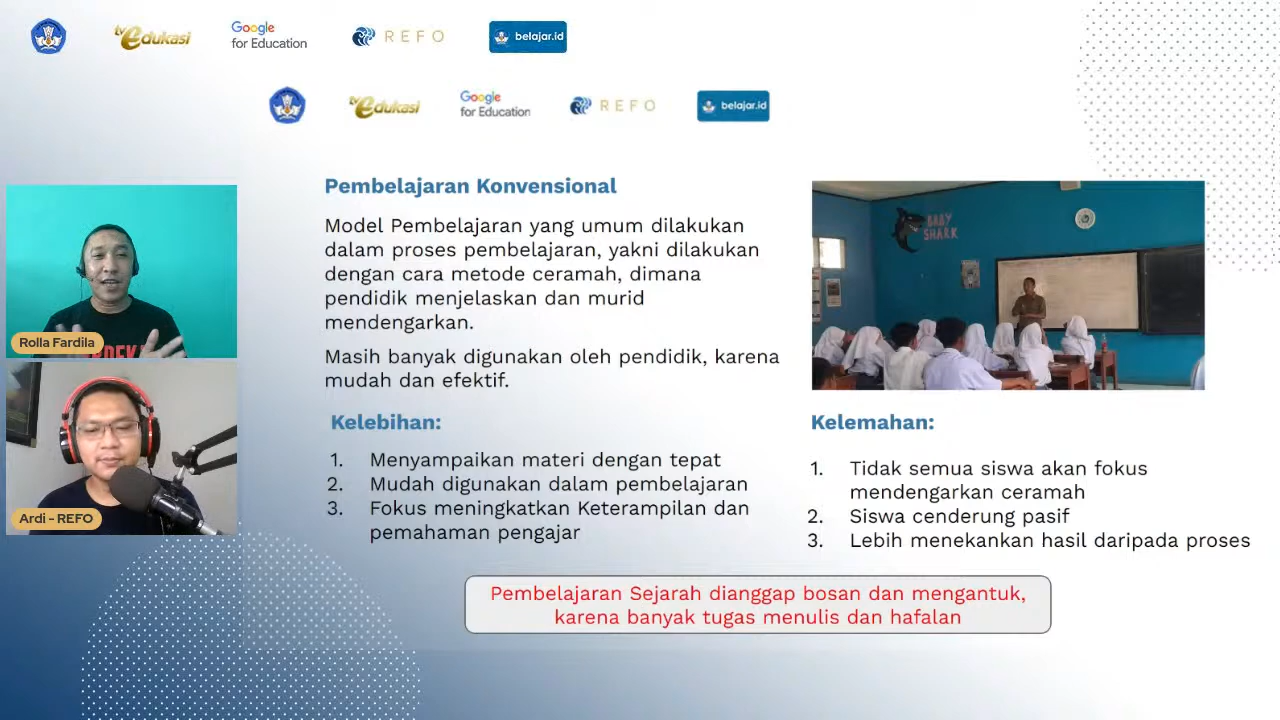 tv Edukasi
Google
for Education
REFO
belajar.id
tv Edukasi
Google
for Education
REFO
belajar.id
Pembelajaran Konvensional
Model Pembelajaran yang umum dilakukan
dalam proses pembelajaran, yakni dilakukan
dengan cara metode ceramah, dimana
pendidik menjelaskan dan murid
mendengarkan.
Masih banyak digunakan oleh pendidik, karena
mudah dan efektif.
BABY
SHARK
Rolla Fardila
Ardi - REFO
Kelebihan:
1. Menyampaikan materi dengan tepat
2. Mudah digunakan dalam pembelajaran
3. Fokus meningkatkan Keterampilan dan
pemahaman pengajar
Kelemahan:
1. Tidak semua siswa akan fokus
mendengarkan ceramah
2. Siswa cenderung pasif
3. Lebih menekankan hasil daripada proses
Pembelajaran Sejarah dianggap bosan dan mengantuk,
karena banyak tugas menulis dan hafalan